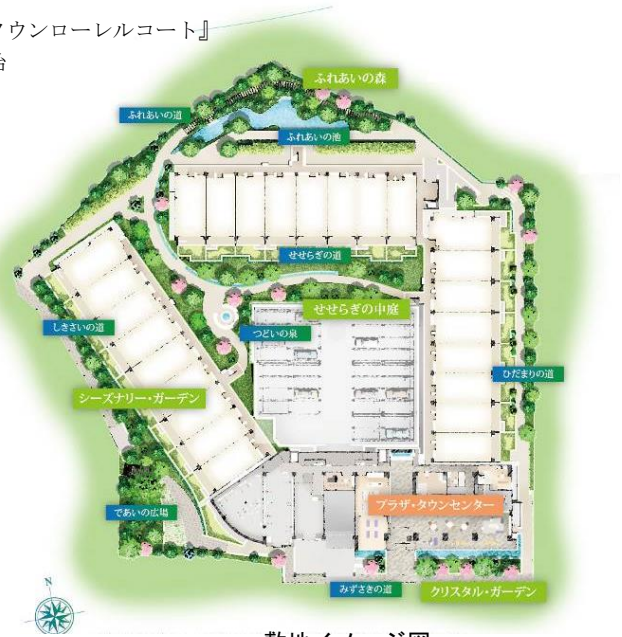 ウンローレルコート』
ふれあいの森
ふれあいの道
ふれあいの池
せせらぎの道
せせらぎの中庭
つどいの泉
しきさいの道
ひだまりの道
シーズナリー・ガーデン
プラザ・タウンセンター
であいの広場
みずさきの道
クリスタル・ガーデン
N
敷地イメージ図